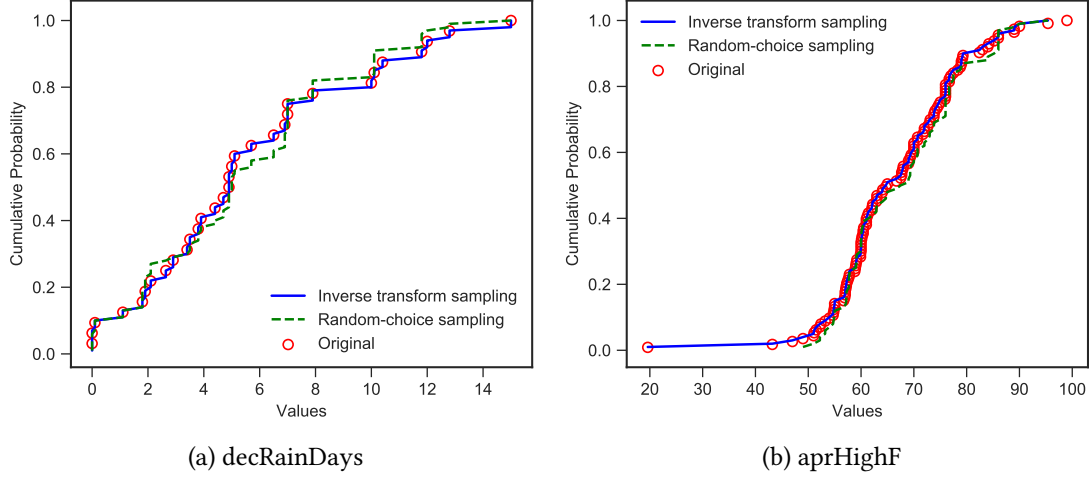 1.0
0.8
0.6
0.4
0.2
0.0
Cumulative Probability
Inverse transform sampling
Random-choice sampling
Original
0 2 4 6 8 10 12 14
Values
(a) decRainDays
1.0
0.8
0.6
0.4
0.2
0.0
Cumulative Probability
Inverse transform sampling
Random-choice sampling
Original
20 30 40 50 60 70 80 90 100
Values
(b) aprHighF